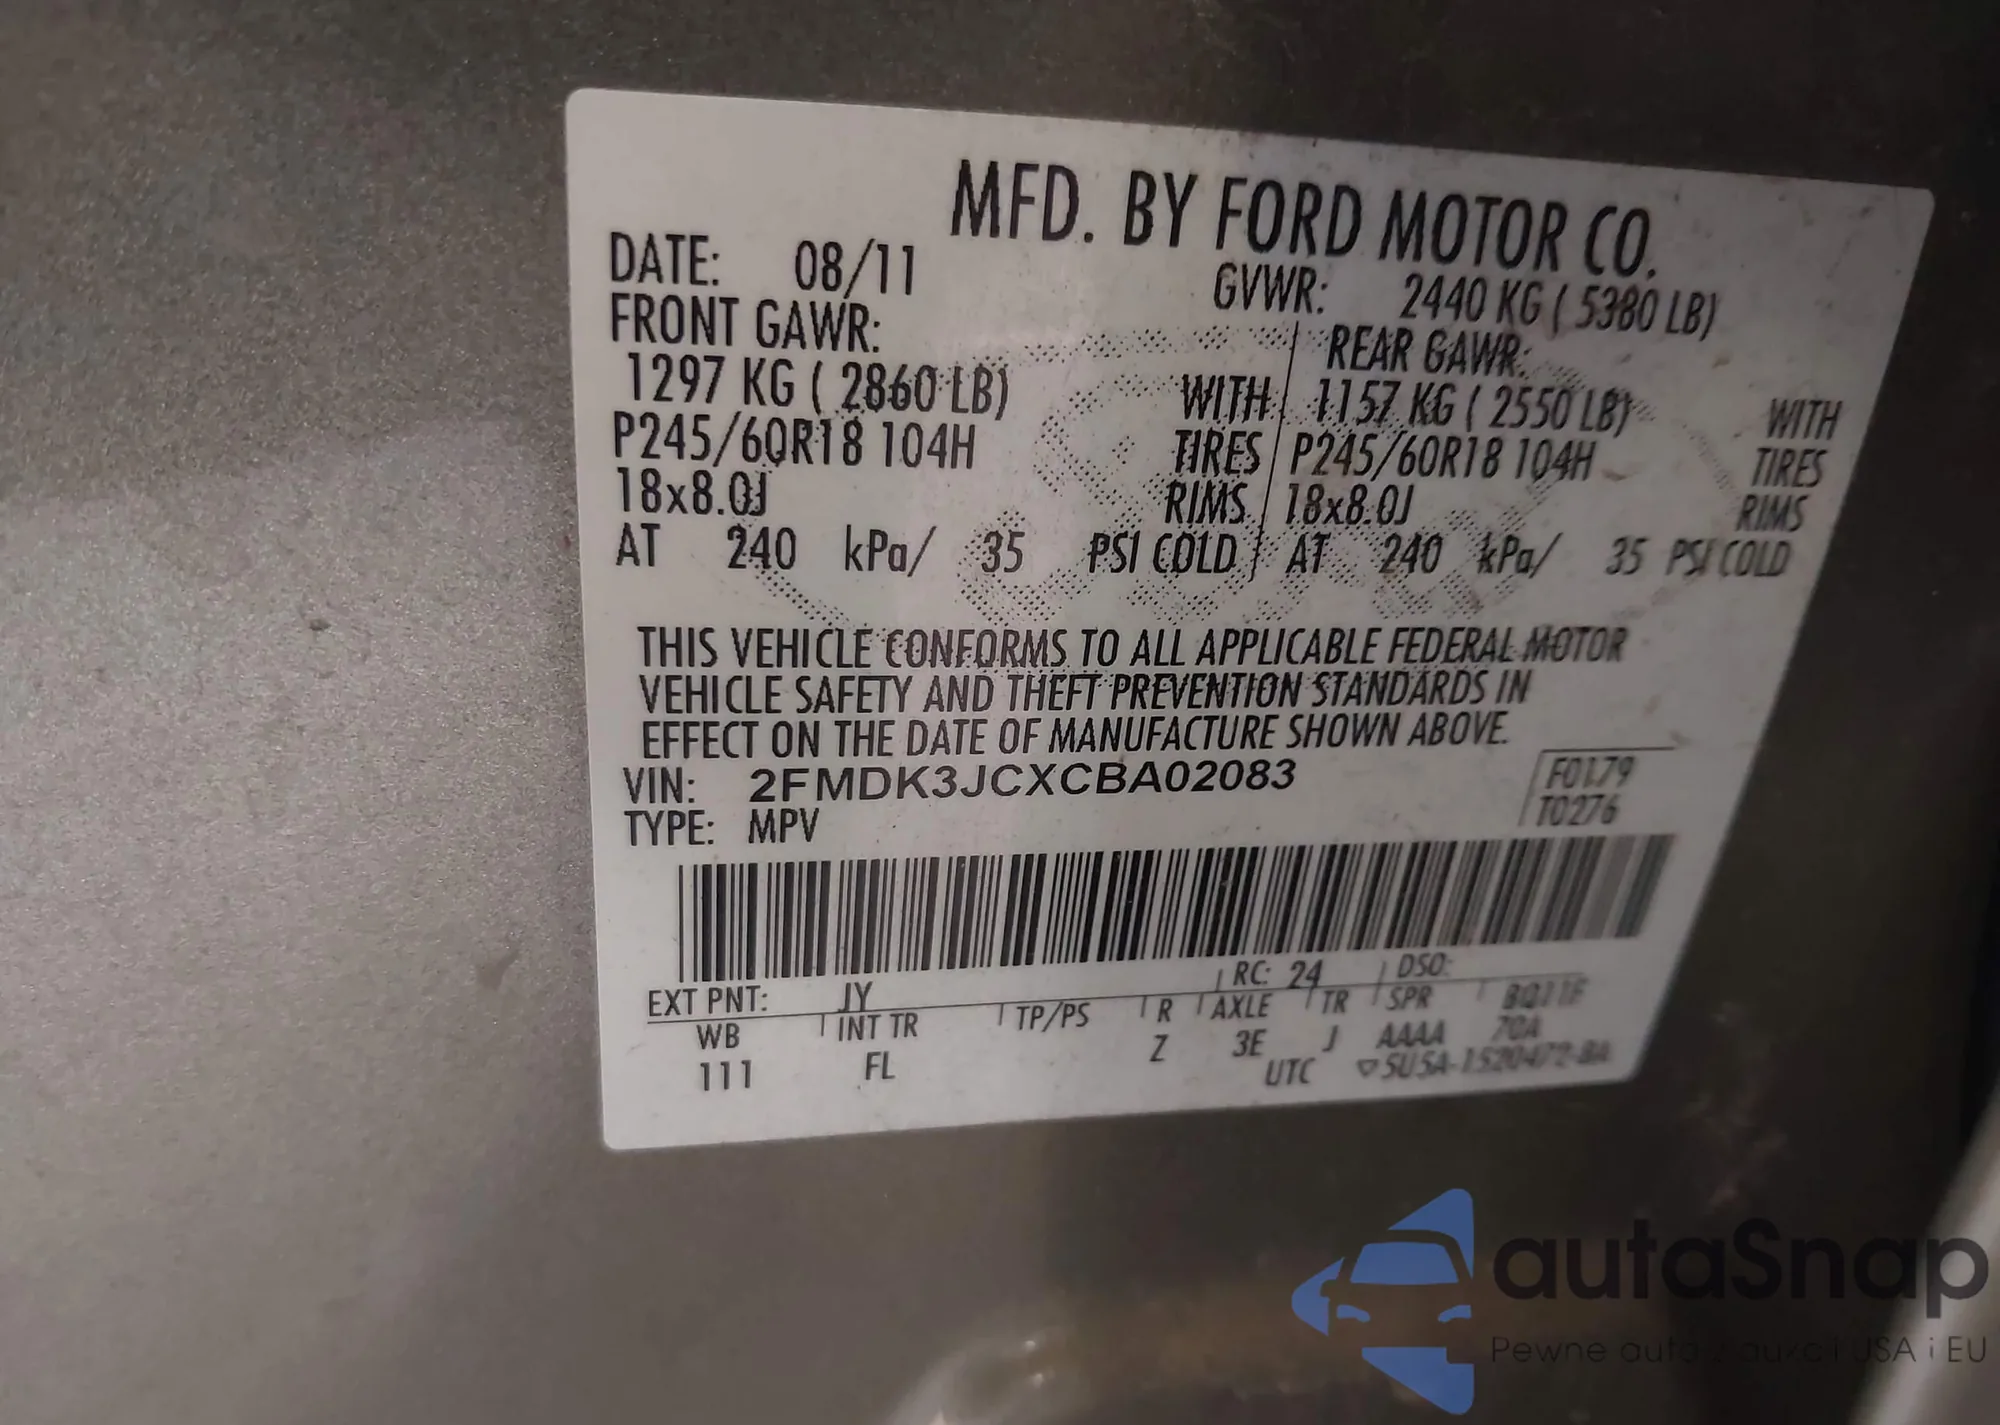 MFD. BY FORD MOTOR CO.
DATE: 08/11 GVWR: 2440 KG ( 5380 LB)
FRONT GAWR: REAR GAWR:
1297 KG ( 2860 LB) WITH 1157 KG ( 2550 LB) WITH
P245/60R18 104H TIRES P245/60R18 104H TIRES
18x8.0J RIMS 18x8.0J RIMS
AT 240 kPa/ 35 PSI COLD AT 240 kPa/ 35 PSI COLD
THIS VEHICLE CONFORMS TO ALL APPLICABLE FEDERAL MOTOR
VEHICLE SAFETY AND THEFT PREVENTION STANDARDS IN
EFFECT ON THE DATE OF MANUFACTURE SHOWN ABOVE.
VIN: 2FMDK3JCXCBA02083 F0179
TYPE: MPV T0276
EXT PNT: JY RC: 24 DSO:
WB INT TR TP/PS R AXLE TR SPR
111 FL Z 3E J AAAA
UTC
autaSnap
Pewne auta z aukcji USA i EU